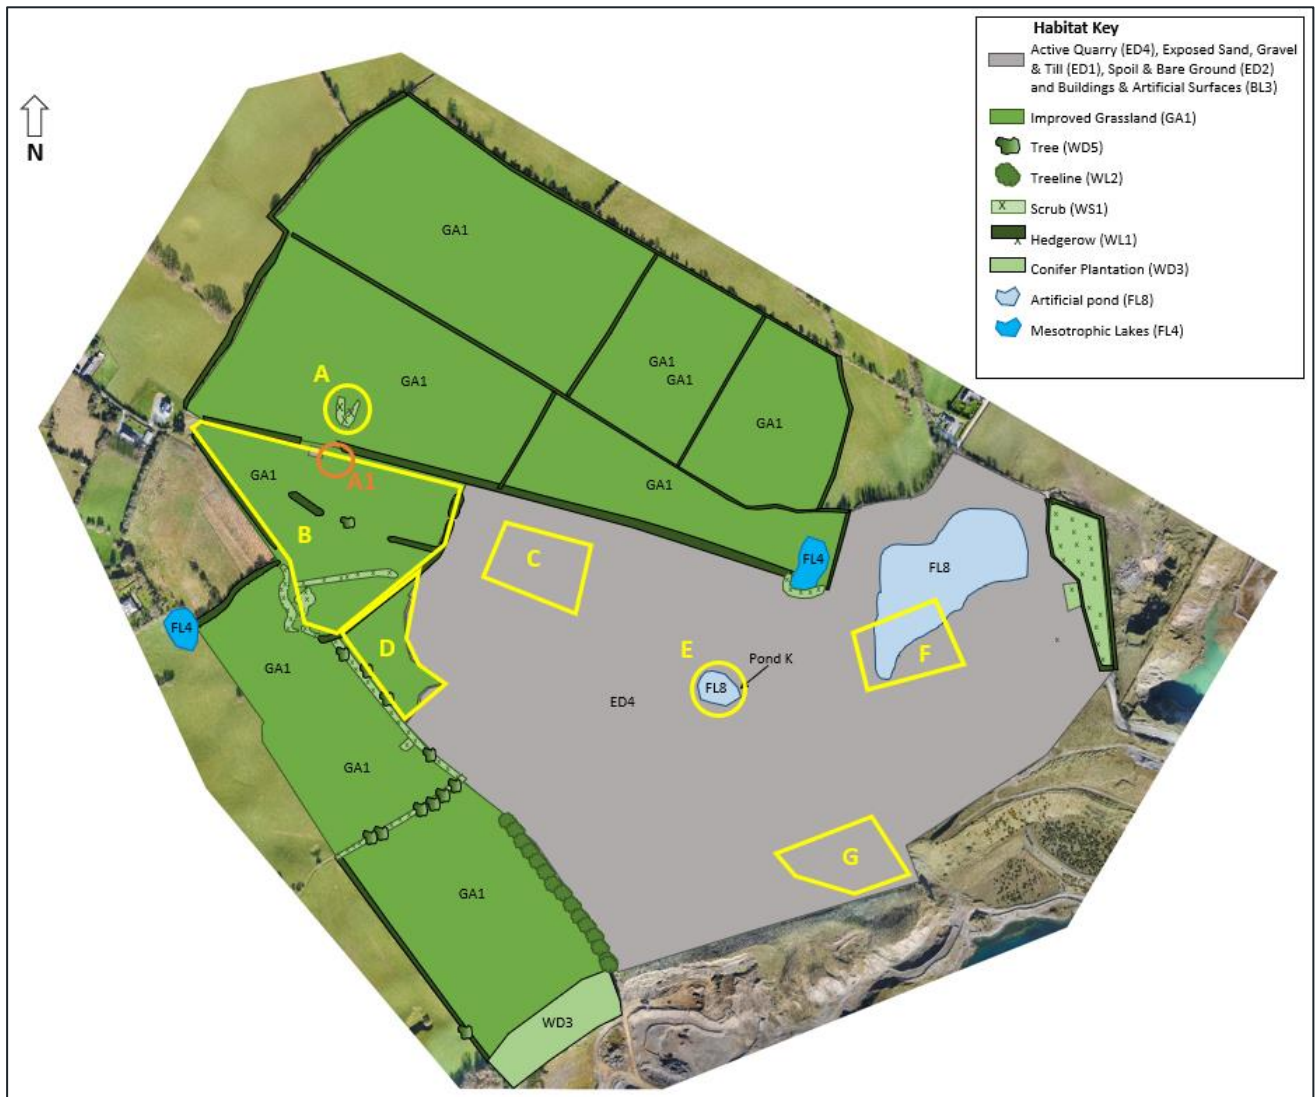 Habitat Key
Active Quarry (ED4), Exposed Sand, Gravel
& Till (ED1), Spoil & Bare Ground (ED2)
and Buildings & Artificial Surfaces (BL3)
Improved Grassland (GA1)
Tree (WD5)
Treeline (WL2)
Scrub (WS1)
Hedgerow (WL1)
Conifer Plantation (WD3)
Artificial pond (FL8)
Mesotrophic Lakes (FL4)
N
GA1
GA1
GA1
GA1
A
GA1
GA1
GA1
A1
B
C
FL4
FL8
FL4
D
GA1
E
Pond K
F
FL8
ED4
GA1
G
GA1
WD3